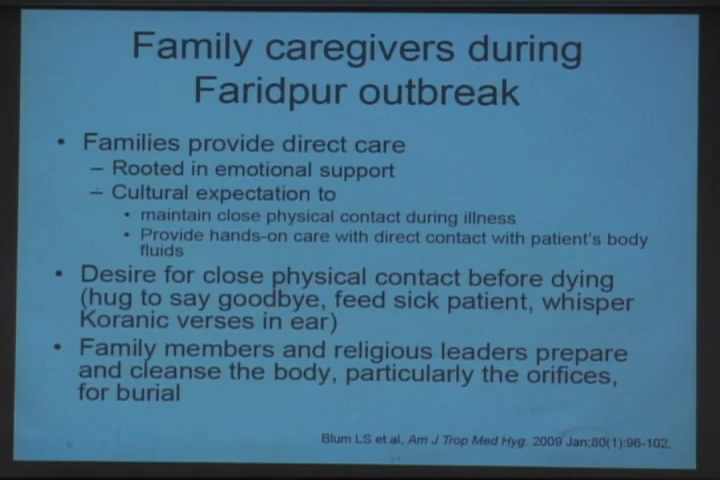 Family caregivers during
Faridpur outbreak
• Families provide direct care
– Rooted in emotional support
– Cultural expectation to
• maintain close physical contact during illness
• Provide hands-on care with direct contact with patient's body
fluids
• Desire for close physical contact before dying
(hug to say goodbye, feed sick patient, whisper
Koranic verses in ear)
• Family members and religious leaders prepare
and cleanse the body, particularly the orifices,
for burial
Blum LS et al, Am J Trop Med Hyg. 2009 Jan;80(1):96-102.